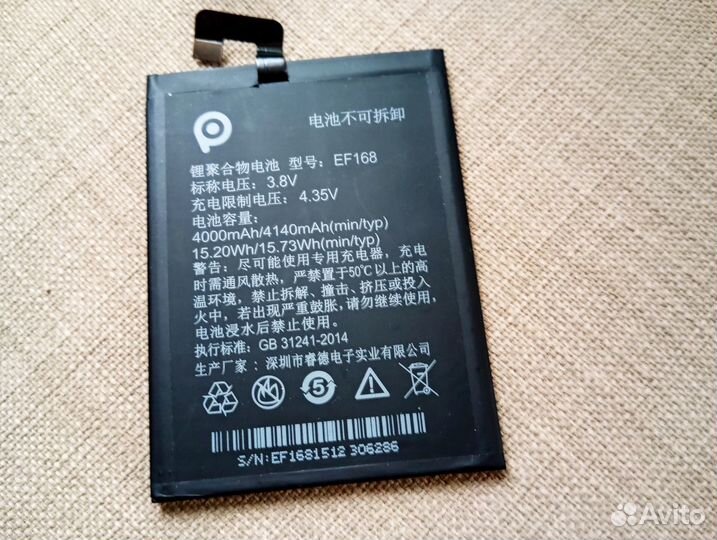 电池不可拆卸
锂聚合物电池 型号：EF168
标称电压：3.8V
充电限制电压：4.35V
电池容量：
4000mAh/4140mAh(min/typ)
15.20Wh/15.73Wh(min/typ)
警告：尽可能使用专用充电器，充电
时需通风散热，严禁置于50℃以上的高
温环境，禁止拆解、撞击、挤压或投入
火中，若出现严重鼓胀，请勿继续使用，
电池浸水后禁止使用。
执行标准：GB 31241-2014
生产厂家：深圳市睿德电子实业有限公司
5
S/N:EF1681512 306286
Avito